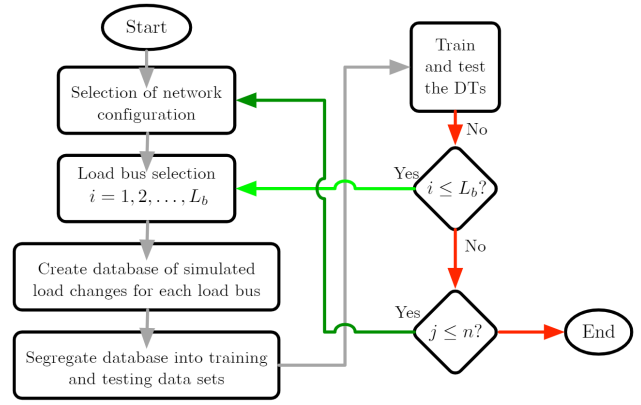 Start
Selection of network
configuration
Load bus selection
i = 1, 2, . . . , L_b
Create database of simulated
load changes for each load bus
Segregate database into training
and testing data sets
Train
and test
the DTs
No
Yes
i ≤ L_b?
No
Yes
j ≤ n?
End